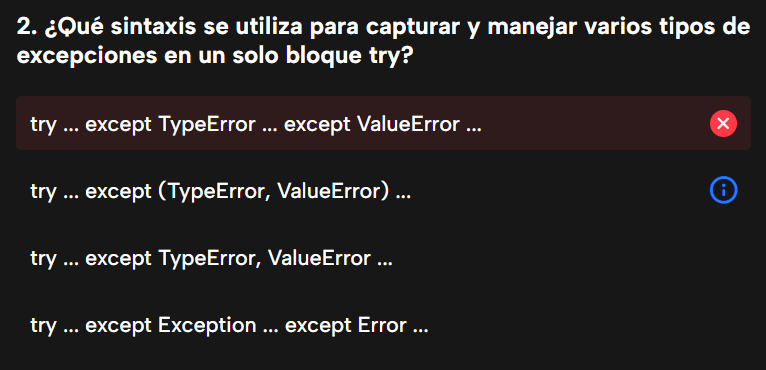 2. ¿Qué sintaxis se utiliza para capturar y manejar varios tipos de
excepciones en un solo bloque try?
try ... except TypeError ... except ValueError ...
try ... except (TypeError, ValueError) ...
try ... except TypeError, ValueError ...
try ... except Exception ... except Error ...